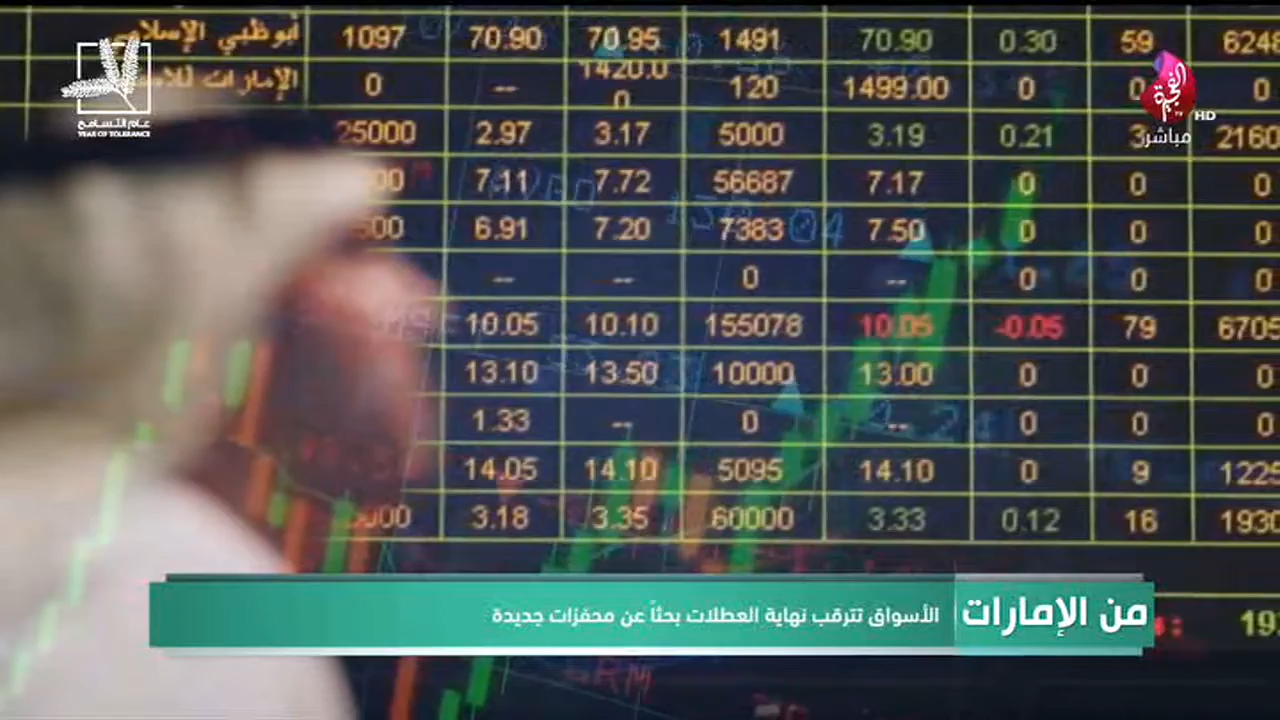 أبوظبي الإسلامي 1097 70.90 70.95 1491 70.90 0.30 59
الإمارات 0 -- 1420.00 120 1499.00 0 0 0
25000 2.97 3.17 5000 3.19 0.21 3 2160
7.11 7.72 56687 7.17 0 0 0
6.91 7.20 7383 7.50 0 0 0
-- -- 0 -- 0 0 0
10.05 10.10 155078 10.05 -0.05 79 6705
13.10 13.50 10000 13.00 0 0 0
1.33 -- 0 -- 0 0 0
14.05 14.10 5095 14.10 0 9 1225
3.18 3.35 60000 3.33 0.12 16 1930
عام التسامح
YEAR OF TOLERANCE
الفجيرة
HD
مباشر
من الإمارات
الأسواق تترقب نهاية العطلات بحثاً عن محفزات جديدة